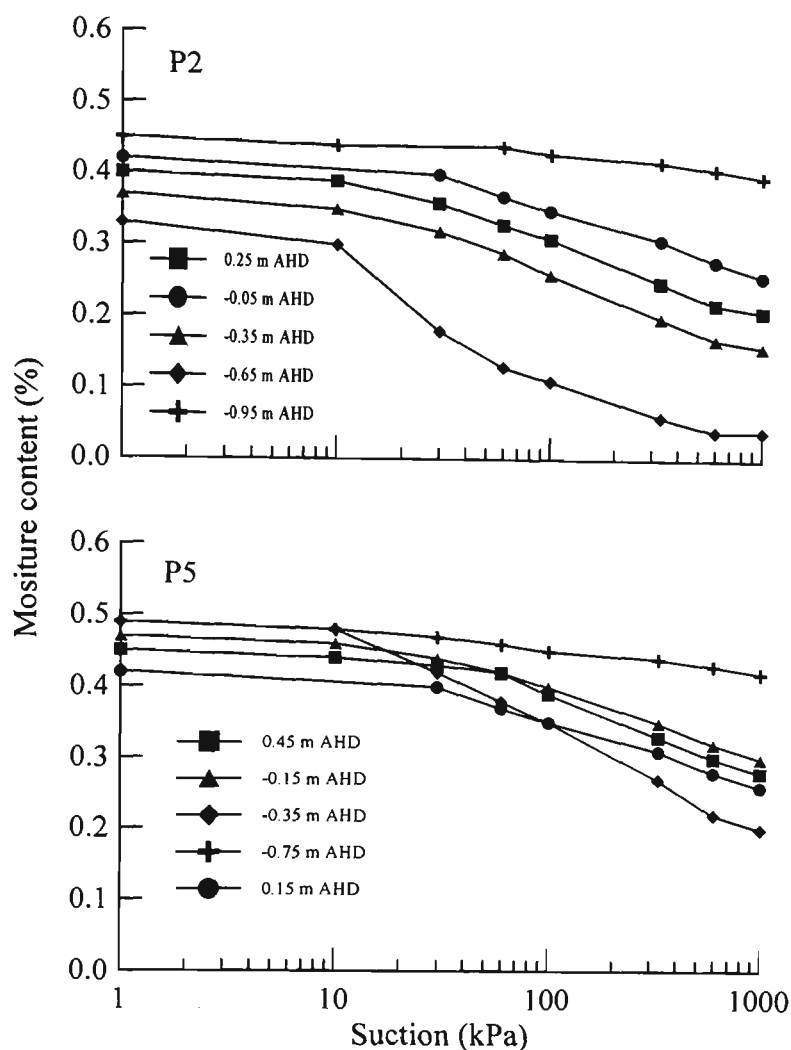 0.6
P2
0.5
0.4
0.3
0.2
0.1
0.0
0.25 m AHD
-0.05 m AHD
-0.35 m AHD
-0.65 m AHD
-0.95 m AHD
Mositure content (%)
0.6
P5
0.5
0.4
0.3
0.2
0.1
0.0
0.45 m AHD
-0.15 m AHD
-0.35 m AHD
-0.75 m AHD
0.15 m AHD
1 10 100 1000
Suction (kPa)